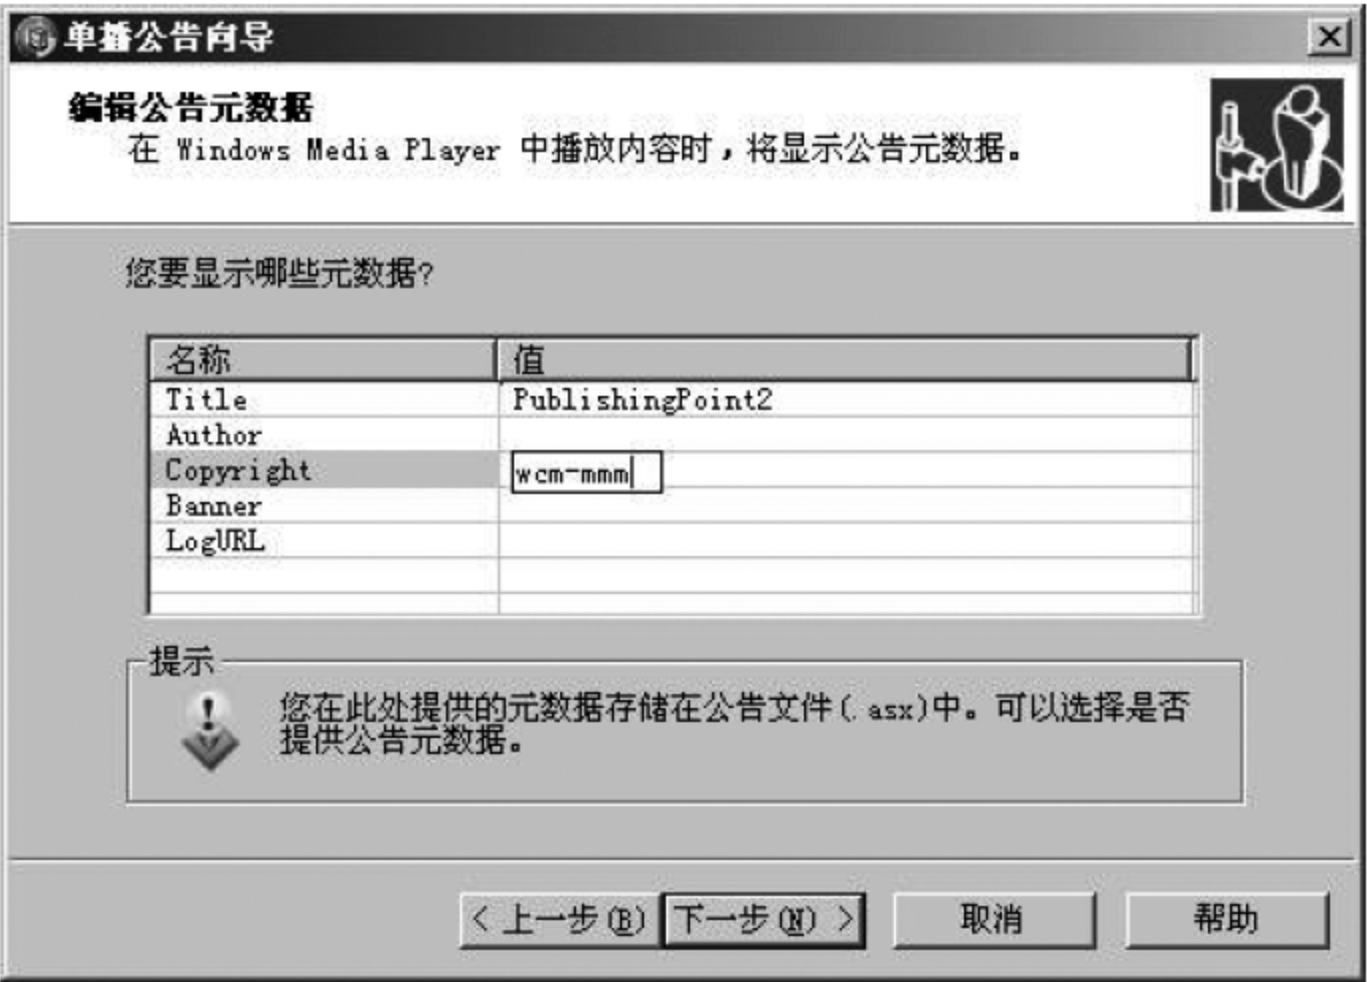 单播公告向导
编辑公告元数据
在 Windows Media Player 中播放内容时，将显示公告元数据。
您要显示哪些元数据?
名称 值
Title PublishingPoint2
Author
Copyright wcm-mmm
Banner
LogURL
提示
您在此处提供的元数据存储在公告文件(.asx)中。可以选择是否
提供公告元数据。
< 上一步(B) 下一步(N) > 取消 帮助